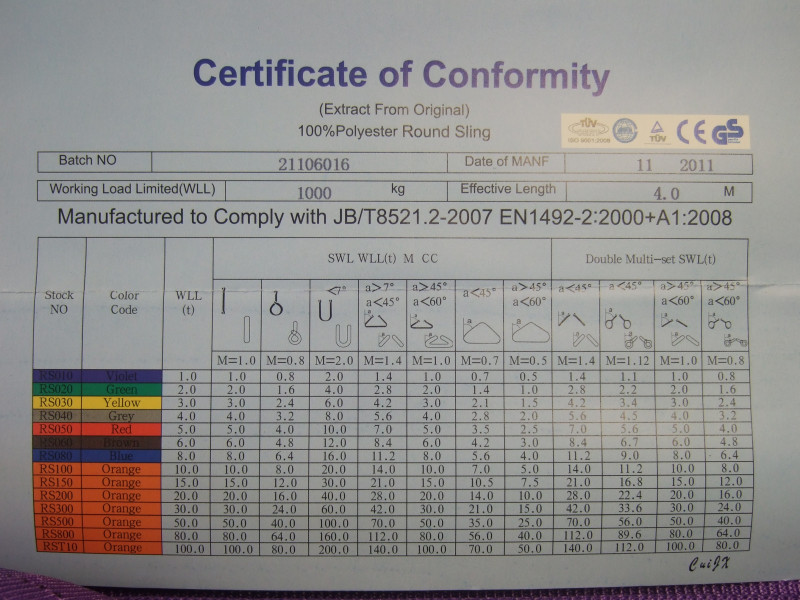 Certificate of Conformity
(Extract From Original)
100%Polyester Round Sling
TÜV TÜV CE GS
ISO 9001:2008
Batch NO 21106016 Date of MANF 11 2011
Working Load Limited(WLL) 1000 kg Effective Length 4.0 M
Manufactured to Comply with JB/T8521.2-2007 EN1492-2:2000+A1:2008
SWL WLL(t) M CC Double Multi-set SWL(t)
Stock NO Color Code WLL (t) <7° a>7° a<45° a>45° a<60° a<45° a>45° a<60° a<45° a<45° a>45° a<60° a>45° a<60°
M=1.0 M=0.8 M=2.0 M=1.4 M=1.0 M=0.7 M=0.5 M=1.4 M=1.12 M=1.0 M=0.8
RS010 Violet 1.0 1.0 0.8 2.0 1.4 1.0 0.7 0.5 1.4 1.1 1.0 0.8
RS020 Green 2.0 2.0 1.6 4.0 2.8 2.0 1.4 1.0 2.8 2.2 2.0 1.6
RS030 Yellow 3.0 3.0 2.4 6.0 4.2 3.0 2.1 1.5 4.2 3.4 3.0 2.4
RS040 Grey 4.0 4.0 3.2 8.0 5.6 4.0 2.8 2.0 5.6 4.5 4.0 3.2
RS050 Red 5.0 5.0 4.0 10.0 7.0 5.0 3.5 2.5 7.0 5.6 5.0 4.0
RS060 Brown 6.0 6.0 4.8 12.0 8.4 6.0 4.2 3.0 8.4 6.7 6.0 4.8
RS080 Blue 8.0 8.0 6.4 16.0 11.2 8.0 5.6 4.0 11.2 9.0 8.0 6.4
RS100 Orange 10.0 10.0 8.0 20.0 14.0 10.0 7.0 5.0 14.0 11.2 10.0 8.0
RS150 Orange 15.0 15.0 12.0 30.0 21.0 15.0 10.5 7.5 21.0 16.8 15.0 12.0
RS200 Orange 20.0 20.0 16.0 40.0 28.0 20.0 14.0 10.0 28.0 22.4 20.0 16.0
RS300 Orange 30.0 30.0 24.0 60.0 42.0 30.0 21.0 15.0 42.0 33.6 30.0 24.0
RS500 Orange 50.0 50.0 40.0 100.0 70.0 50.0 35.0 25.0 70.0 56.0 50.0 40.0
RS800 Orange 80.0 80.0 64.0 160.0 112.0 80.0 56.0 40.0 112.0 89.6 80.0 64.0
RST10 Orange 100.0 100.0 80.0 200.0 140.0 100.0 70.0 50.0 140.0 112.0 100.0 80.0
CuiJX